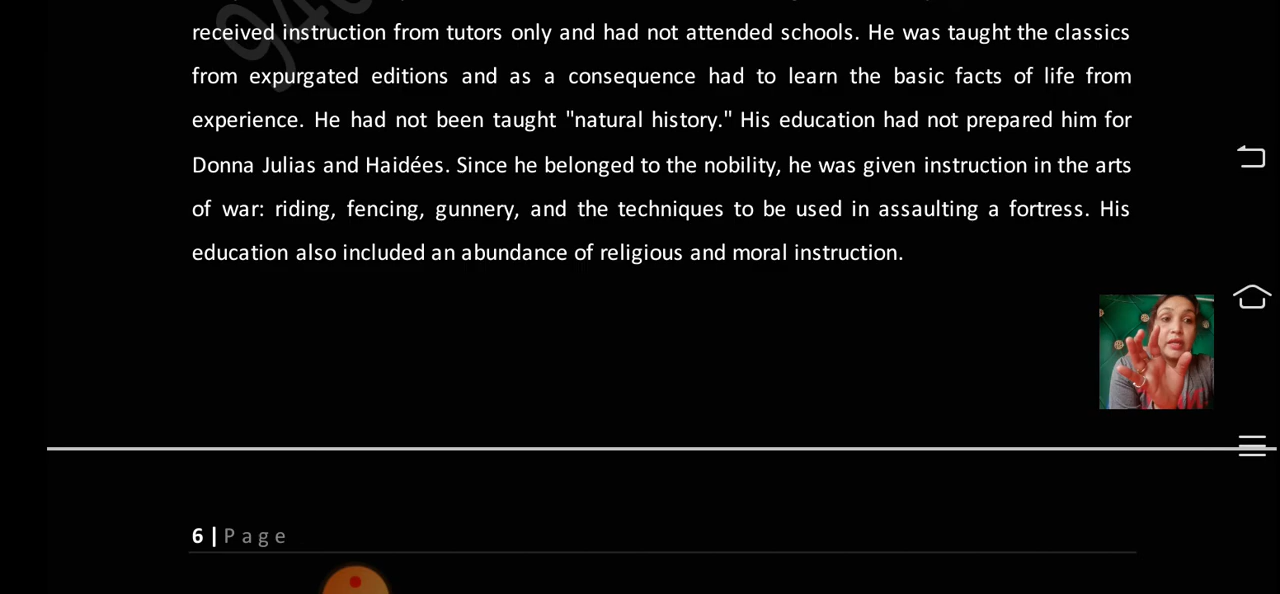 received instruction from tutors only and had not attended schools. He was taught the classics
from expurgated editions and as a consequence had to learn the basic facts of life from
experience. He had not been taught "natural history." His education had not prepared him for
Donna Julias and Haidées. Since he belonged to the nobility, he was given instruction in the arts
of war: riding, fencing, gunnery, and the techniques to be used in assaulting a fortress. His
education also included an abundance of religious and moral instruction.
6 | Page